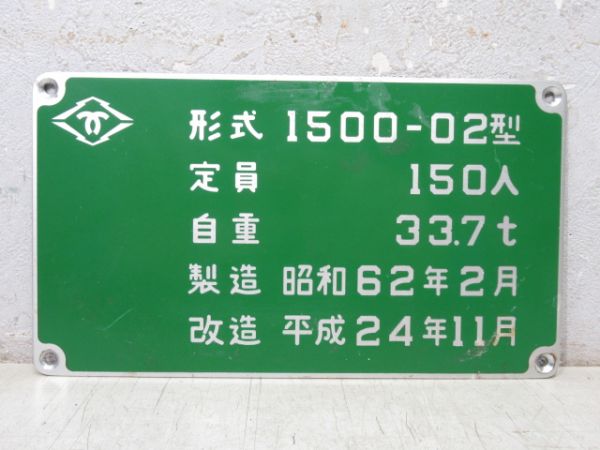 形式 1500-02型
定員 150人
自重 33.7t
製造 昭和62年2月
改造 平成24年11月